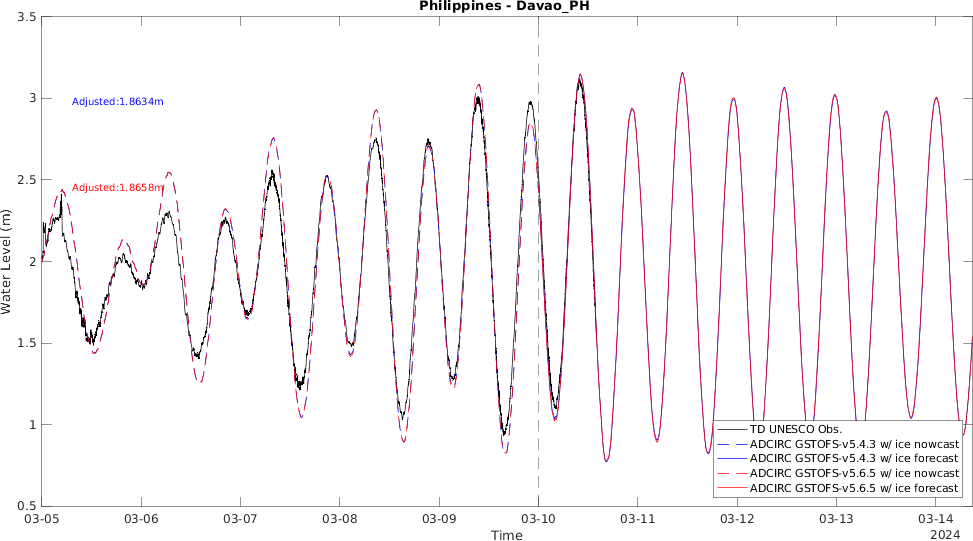 Philippines - Davao_PH
3.5
3
2.5
2
1.5
1
0.5
Water Level (m)
Adjusted:1.8634m
Adjusted:1.8658m
TD UNESCO Obs.
ADCIRC GSTOFS-v5.4.3 w/ ice nowcast
ADCIRC GSTOFS-v5.4.3 w/ ice forecast
ADCIRC GSTOFS-v5.6.5 w/ ice nowcast
ADCIRC GSTOFS-v5.6.5 w/ ice forecast
03-05 03-06 03-07 03-08 03-09 03-10 03-11 03-12 03-13 03-14
Time
2024